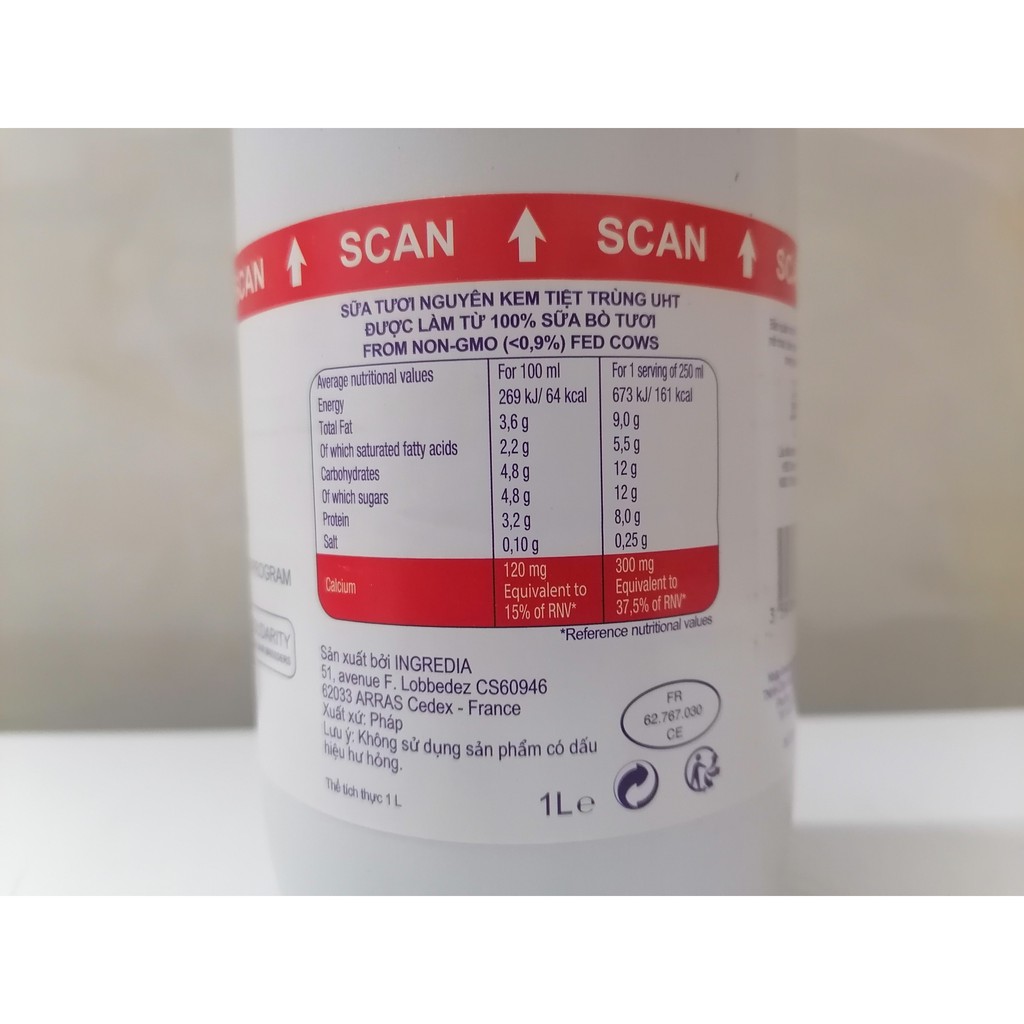 SCAN SCAN
SỮA TƯƠI NGUYÊN KEM TIỆT TRÙNG UHT
ĐƯỢC LÀM TỪ 100% SỮA BÒ TƯƠI
FROM NON-GMO (<0,9%) FED COWS
Average nutritional values For 100 ml For 1 serving of 250 ml
Energy 269 kJ/ 64 kcal 673 kJ/ 161 kcal
Total Fat 3,6 g 9,0 g
Of which saturated fatty acids 2,2 g 5,5 g
Carbohydrates 4,8 g 12 g
Of which sugars 4,8 g 12 g
Protein 3,2 g 8,0 g
Salt 0,10 g 0,25 g
Calcium 120 mg 300 mg
Equivalent to Equivalent to
15% of RNV* 37,5% of RNV*
*Reference nutritional values
Sản xuất bởi INGREDIA
51, avenue F. Lobbedez CS60946
62033 ARRAS Cedex - France
Xuất xứ: Pháp
Lưu ý: Không sử dụng sản phẩm có dấu
hiệu hư hỏng.
Thể tích thực 1 L
1L e
FR
62.767.030
CE